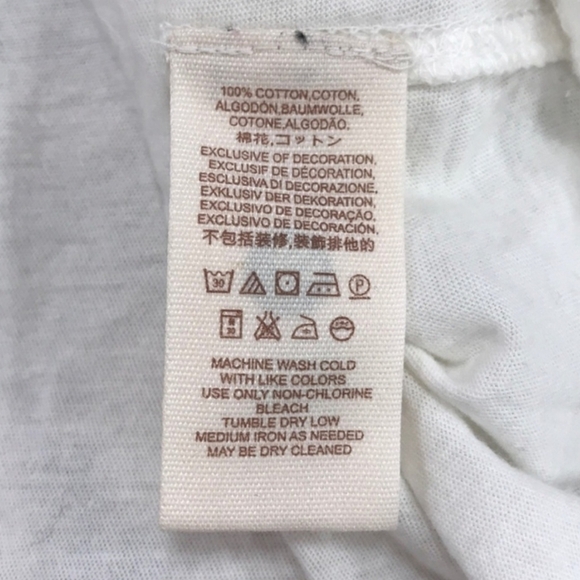 100% COTTON,COTON.
ALGODÓN,BAUMWOLLE,
COTONE,ALGODÃO.
棉花,コットン
EXCLUSIVE OF DECORATION.
EXCLUSIF DE DÉCORATION.
ESCLUSIVA DI DECORAZIONE.
EXKLUSIV DER DEKORATION.
EXCLUSIVO DE DECORAÇÃO.
EXCLUSIVO DE DECORACIÓN.
不包括装修,装飾排他的
30 P
30
MACHINE WASH COLD
WITH LIKE COLORS
USE ONLY NON-CHLORINE
BLEACH
TUMBLE DRY LOW
MEDIUM IRON AS NEEDED
MAY BE DRY CLEANED